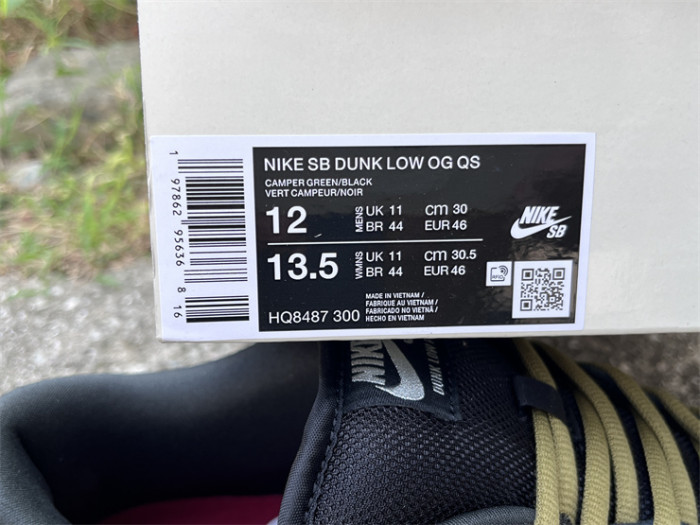 1 97862 95636 8 16
NIKE SB DUNK LOW OG QS
CAMPER GREEN/BLACK
VERT CAMPEUR/NOIR
12 MENS UK 11 cm 30
BR 44 EUR 46
13.5 WMNS UK 11 cm 30.5
BR 44 EUR 46
NIKE
SB
RFID
HQ8487 300
MADE IN VIETNAM /
FABRIQUE AU VIETNAM /
FABRICADO NO VIETNÃ /
HECHO EN VIETNAM
NIKE
DUNK LOW